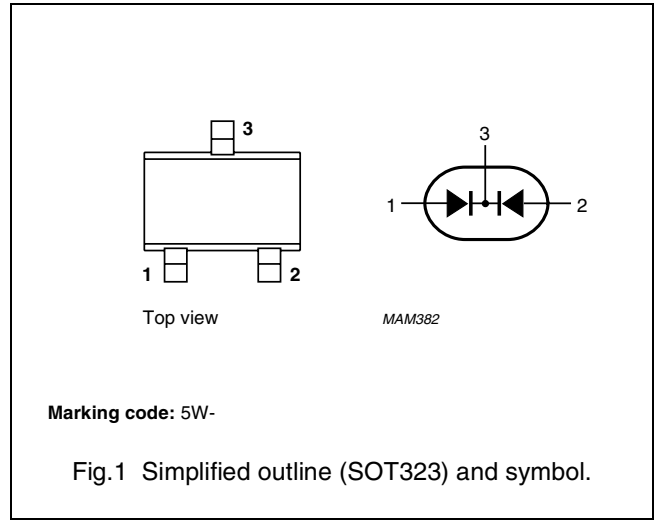 3
3
1
2
1
2
Top view
MAM382
Marking code: 5W-
Fig.1 Simplified outline (SOT323) and symbol.